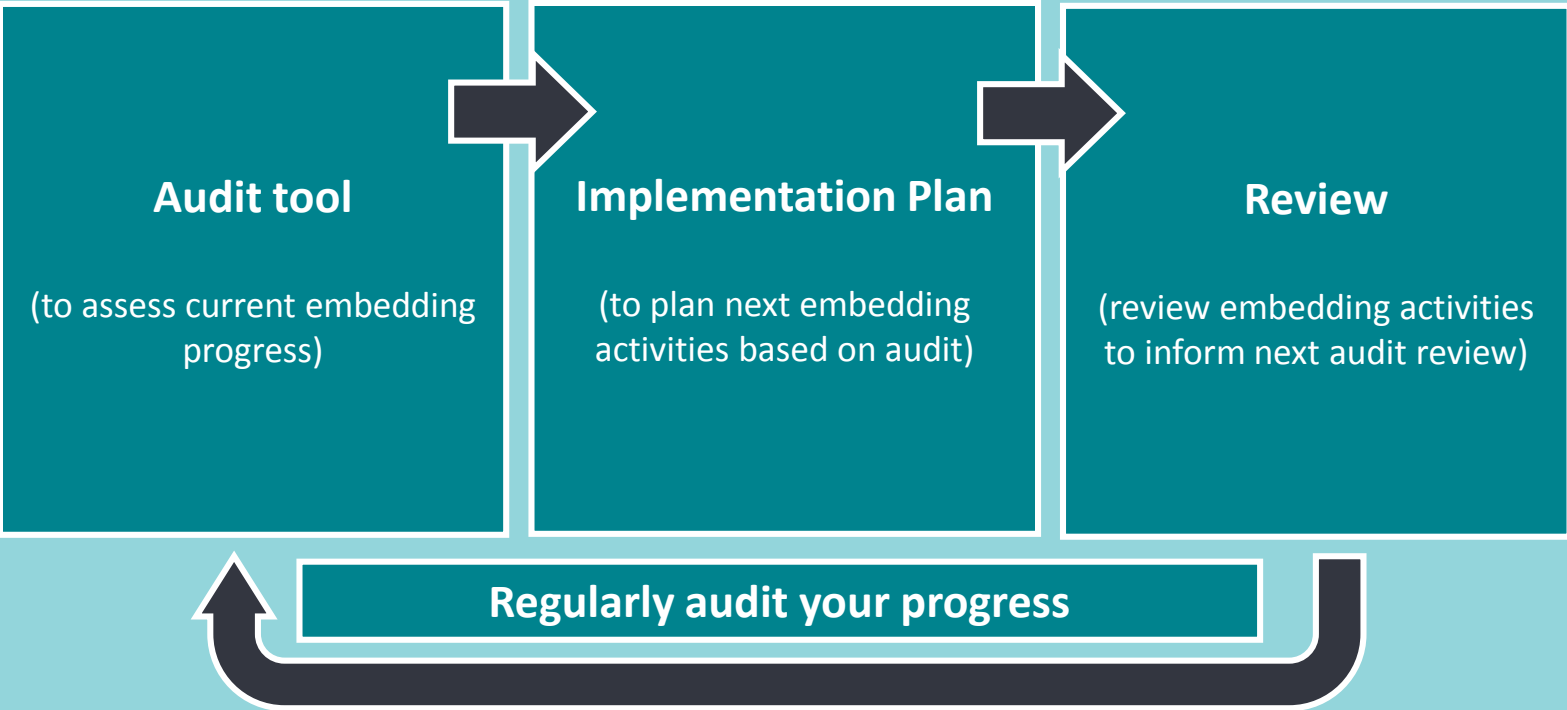 Audit tool
(to assess current embedding
progress)
Implementation Plan
(to plan next embedding
activities based on audit)
Review
(review embedding activities
to inform next audit review)
Regularly audit your progress